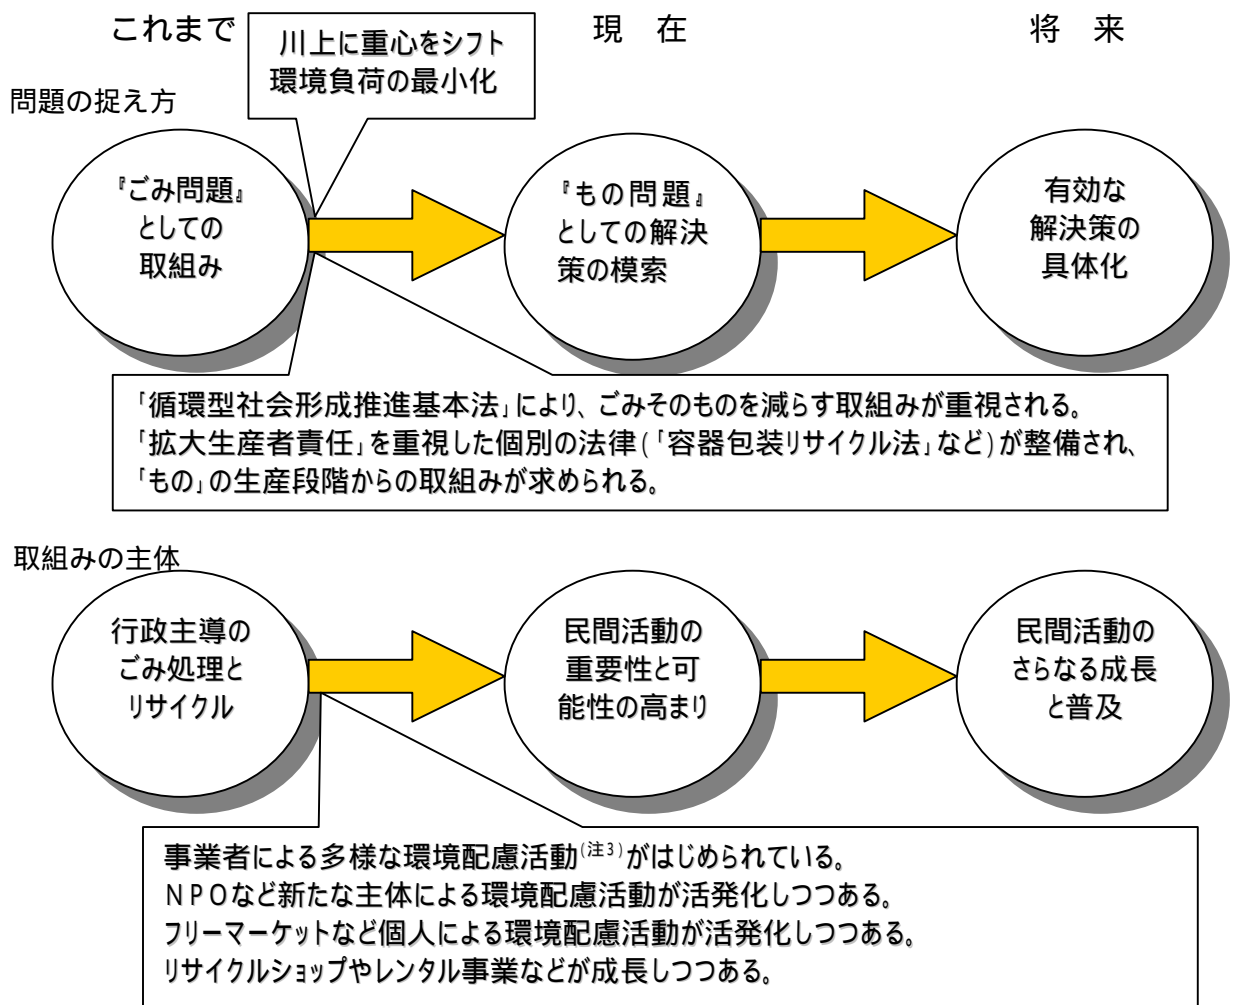 これまで
現　在
将　来
川上に重心をシフト
環境負荷の最小化
問題の捉え方
『ごみ問題』
としての
取組み
『もの問題』
としての解決
策の模索
有効な
解決策の
具体化
「循環型社会形成推進基本法」により、ごみそのものを減らす取組みが重視される。
「拡大生産者責任」を重視した個別の法律(「容器包装リサイクル法」など)が整備され、
「もの」の生産段階からの取組みが求められる。
取組みの主体
行政主導の
ごみ処理と
リサイクル
民間活動の
重要性と可
能性の高まり
民間活動の
さらなる成長
と普及
事業者による多様な環境配慮活動(注3)がはじめられている。
ＮＰＯなど新たな主体による環境配慮活動が活発化しつつある。
フリーマーケットなど個人による環境配慮活動が活発化しつつある。
リサイクルショップやレンタル事業などが成長しつつある。